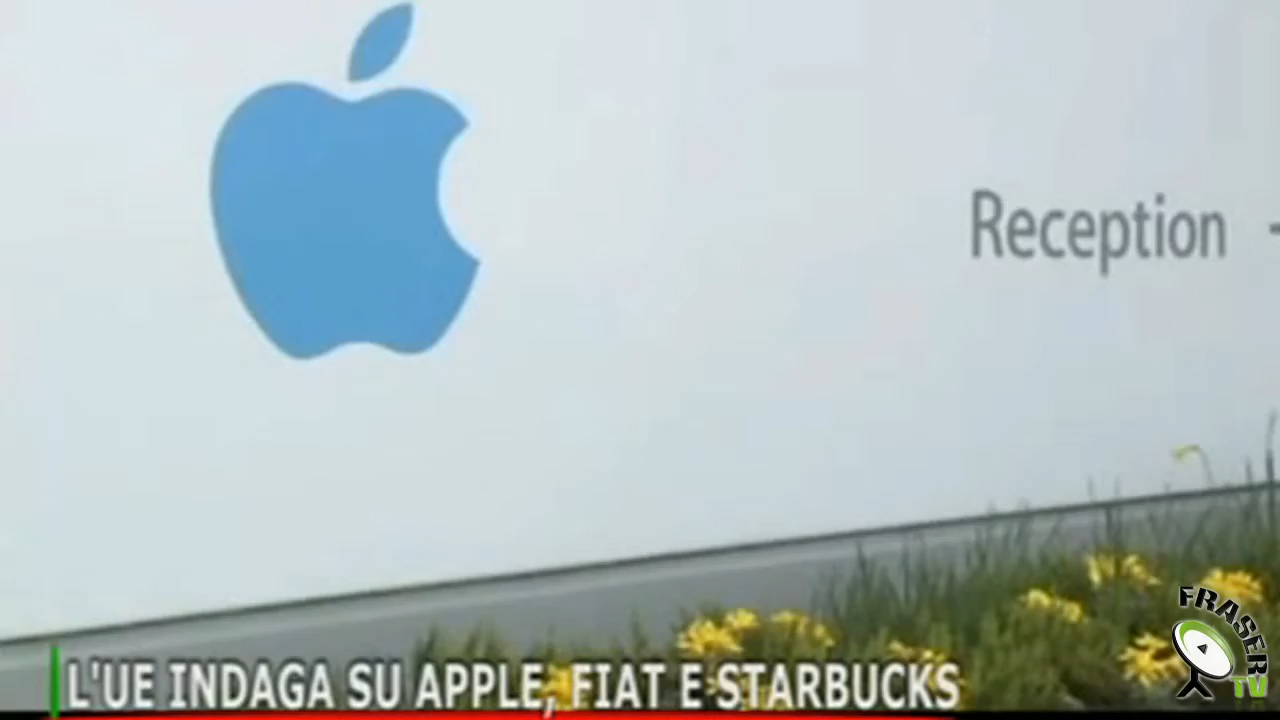 Reception
L'UE INDAGA SU APPLE, FIAT E STARBUCKS
FRASER
TV